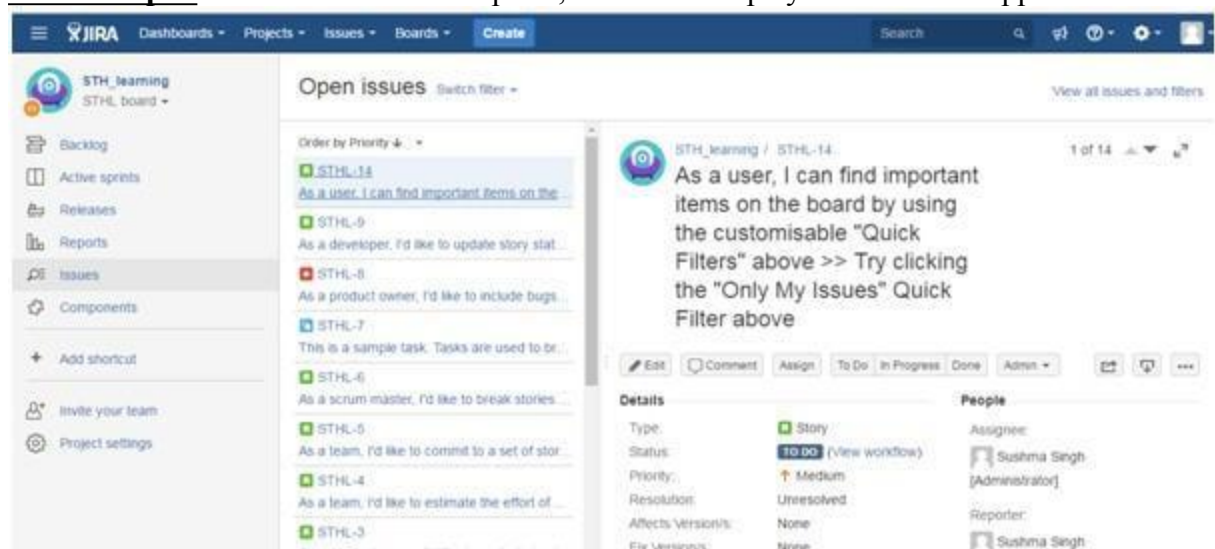 JIRA Dashboards Projects Issues Boards Create Search
STH_learning
STHL board
Backlog
Active sprints
Releases
Reports
Issues
Components
Add shortcut
Invite your team
Project settings
Open issues Switch filter
View all issues and filters
Order by Priority
STHL-14
As a user, I can find important items on the ...
STHL-9
As a developer, I'd like to update story stat...
STHL-8
As a product owner, I'd like to include bugs...
STHL-7
This is a sample task. Tasks are used to br...
STHL-6
As a scrum master, I'd like to break stories ...
STHL-5
As a team, I'd like to commit to a set of stor...
STHL-4
As a team, I'd like to estimate the effort of ...
STHL-3
STH_learning / STHL-14
1 of 14
As a user, I can find important
items on the board by using
the customisable "Quick
Filters" above >> Try clicking
the "Only My Issues" Quick
Filter above
Edit Comment Assign To Do In Progress Done Admin
Details
Type: Story
Status: TO DO (View workflow)
Priority: Medium
Resolution: Unresolved
Affects Version/s: None
Fix Version/s: None
People
Assignee:
Sushma Singh
[Administrator]
Reporter:
Sushma Singh